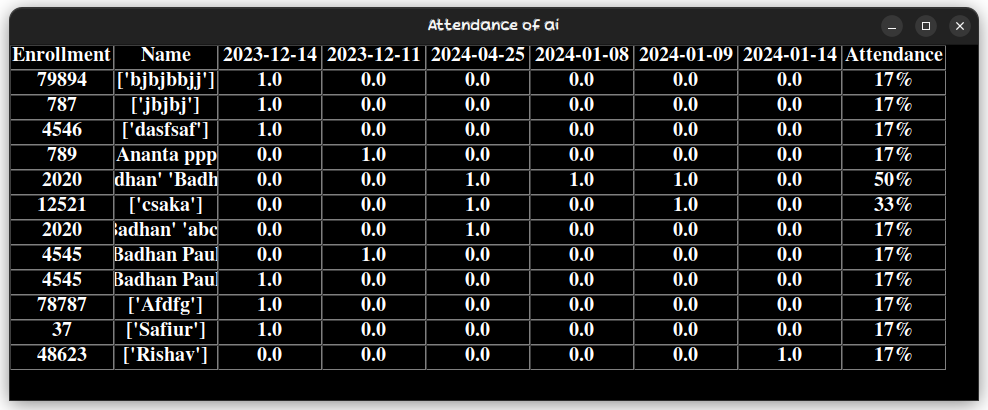 Attendance of ai
Enrollment Name 2023-12-14 2023-12-11 2024-04-25 2024-01-08 2024-01-09 2024-01-14 Attendance
79894 ['bjbjbbjj'] 1.0 0.0 0.0 0.0 0.0 0.0 17%
787 ['jbjbj'] 1.0 0.0 0.0 0.0 0.0 0.0 17%
4546 ['dasfsaf'] 1.0 0.0 0.0 0.0 0.0 0.0 17%
789 Ananta ppp 0.0 1.0 0.0 0.0 0.0 0.0 17%
2020 dhan' 'Badh 0.0 0.0 1.0 1.0 1.0 0.0 50%
12521 ['csaka'] 0.0 0.0 1.0 0.0 1.0 0.0 33%
2020 Badhan' 'abc 0.0 0.0 1.0 0.0 0.0 0.0 17%
4545 Badhan Paul 0.0 1.0 0.0 0.0 0.0 0.0 17%
4545 Badhan Paul 1.0 0.0 0.0 0.0 0.0 0.0 17%
78787 ['Afdfg'] 1.0 0.0 0.0 0.0 0.0 0.0 17%
37 ['Safiur'] 1.0 0.0 0.0 0.0 0.0 0.0 17%
48623 ['Rishav'] 0.0 0.0 0.0 0.0 0.0 1.0 17%